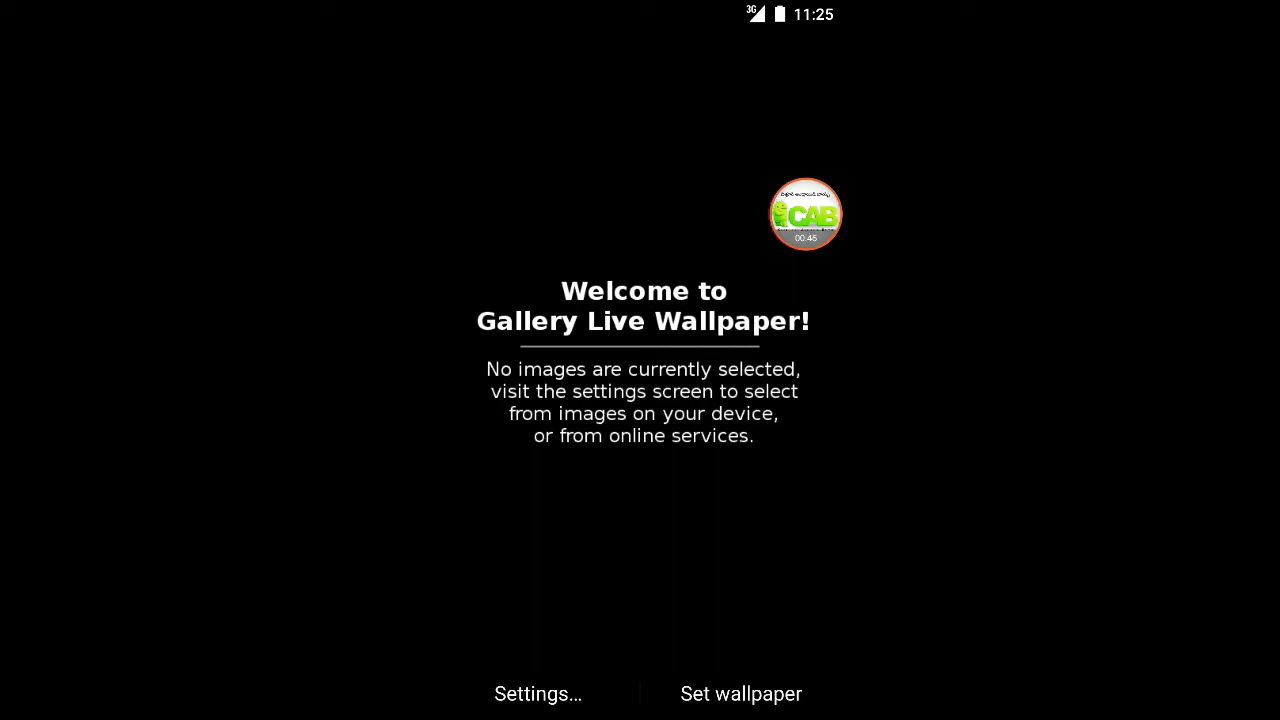 3G 11:25
చిత్తూరు ఆండ్రాయిడ్ బాయ్స్
CAB
00:45
Welcome to
Gallery Live Wallpaper!
No images are currently selected,
visit the settings screen to select
from images on your device,
or from online services.
Settings...
Set wallpaper